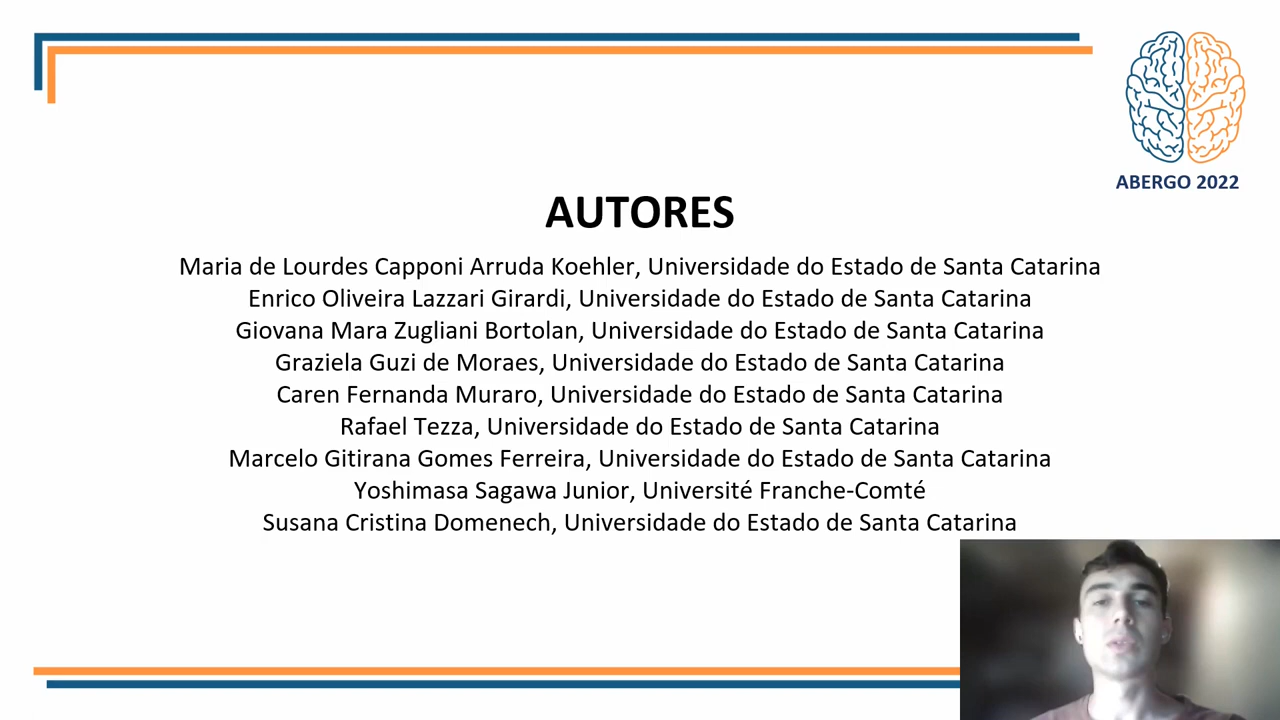 ABERGO 2022
AUTORES
Maria de Lourdes Capponi Arruda Koehler, Universidade do Estado de Santa Catarina
Enrico Oliveira Lazzari Girardi, Universidade do Estado de Santa Catarina
Giovana Mara Zugliani Bortolan, Universidade do Estado de Santa Catarina
Graziela Guzi de Moraes, Universidade do Estado de Santa Catarina
Caren Fernanda Muraro, Universidade do Estado de Santa Catarina
Rafael Tezza, Universidade do Estado de Santa Catarina
Marcelo Gitirana Gomes Ferreira, Universidade do Estado de Santa Catarina
Yoshimasa Sagawa Junior, Université Franche-Comté
Susana Cristina Domenech, Universidade do Estado de Santa Catarina